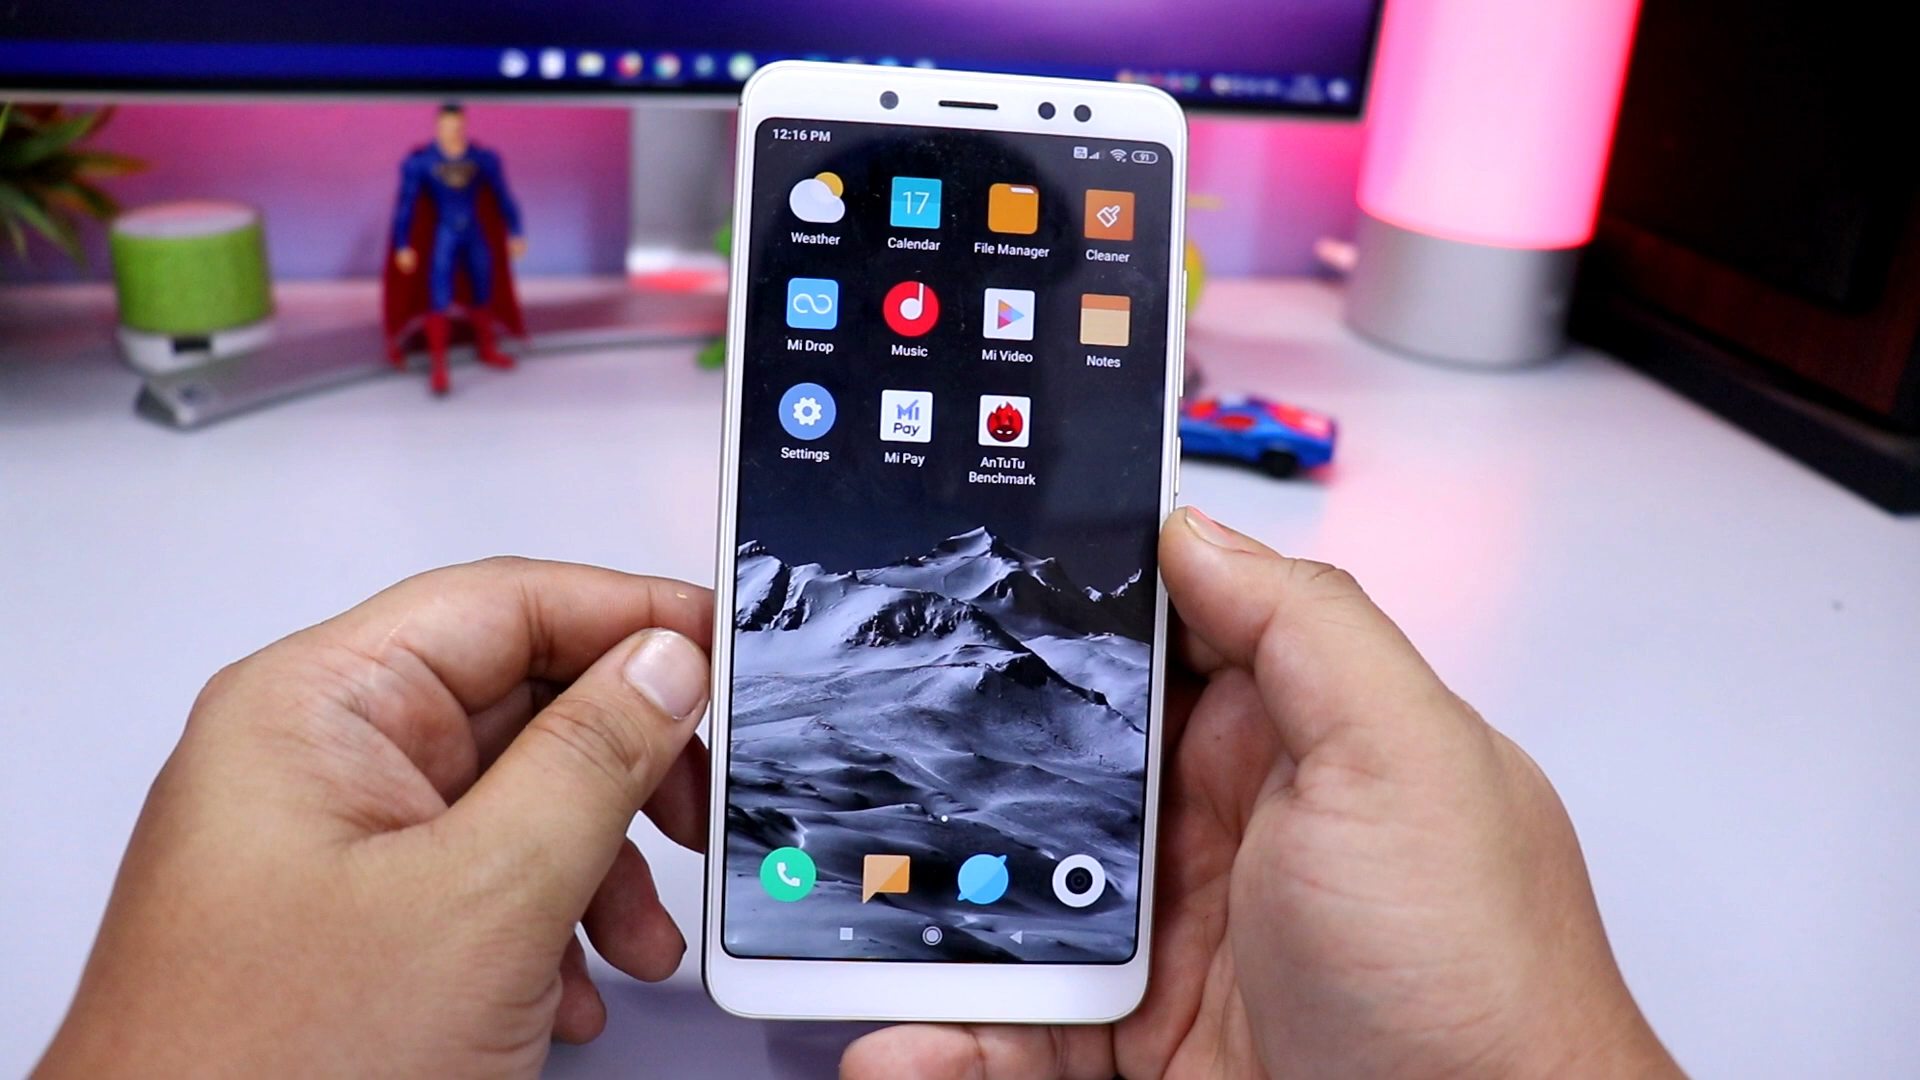 12:16 PM
91
17
Weather
Calendar
File Manager
Cleaner
Mi Drop
Music
Mi Video
Notes
MI
Pay
Settings
Mi Pay
AnTuTu
Benchmark